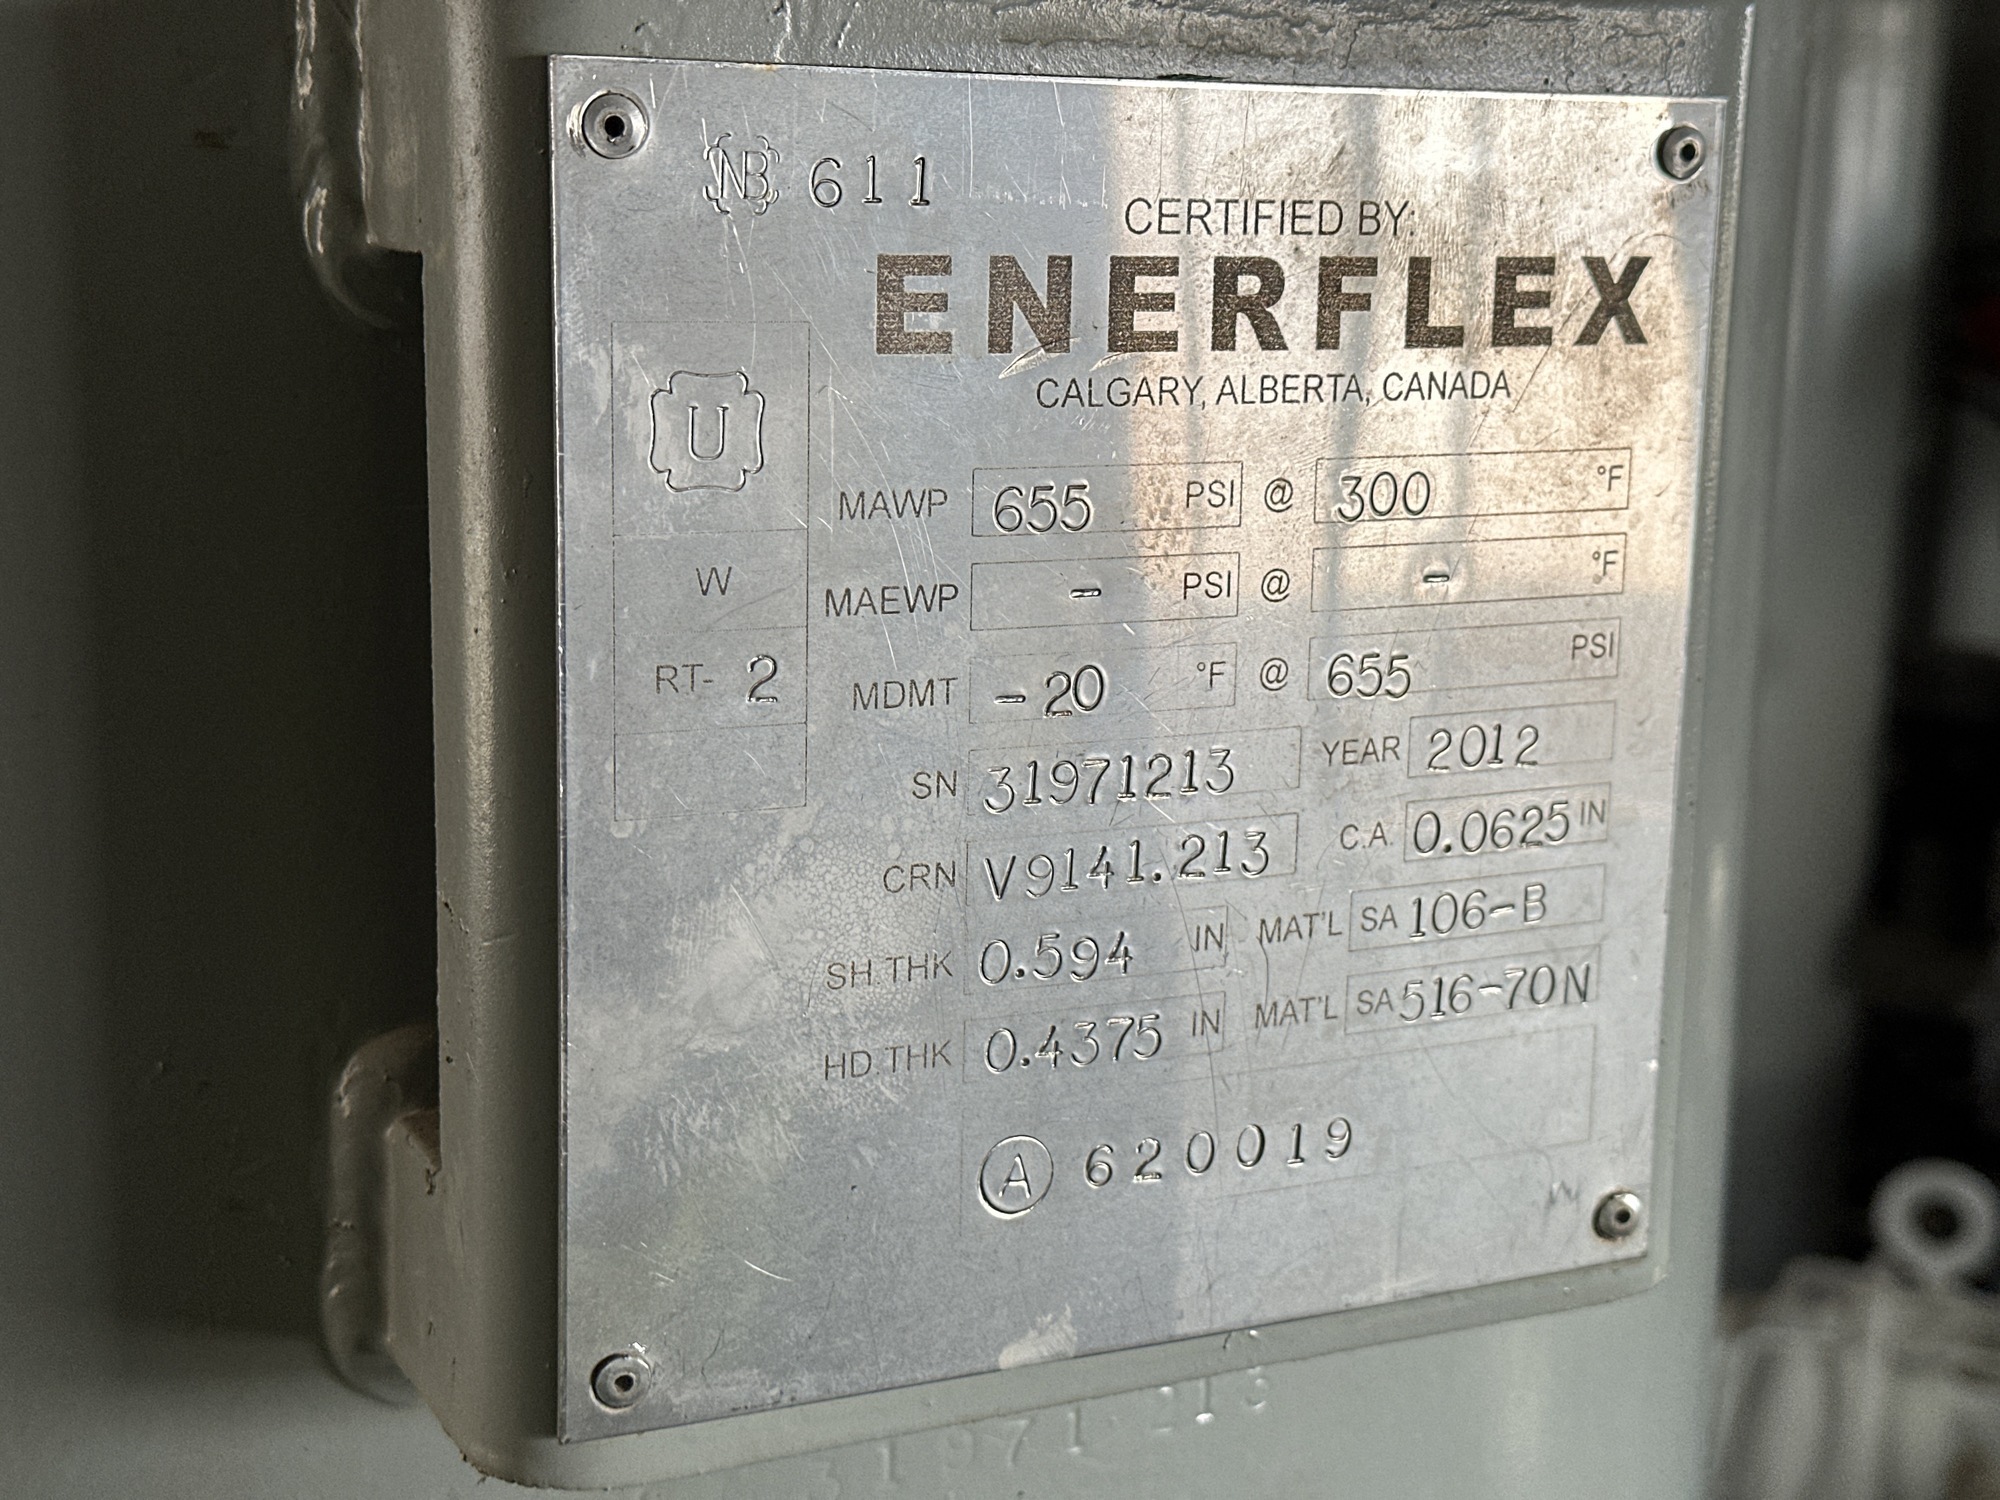 NB 611
CERTIFIED BY:
ENERFLEX
CALGARY, ALBERTA, CANADA
U
W
RT- 2
MAWP 655 PSI @ 300 °F
MAEWP - PSI @ - °F
MDMT -20 °F @ 655 PSI
SN 31971213 YEAR 2012
CRN V9141.213 C.A. 0.0625 IN
SH.THK 0.594 IN MAT'L SA 106-B
HD.THK 0.4375 IN MAT'L SA 516-70N
A 620019
31971213